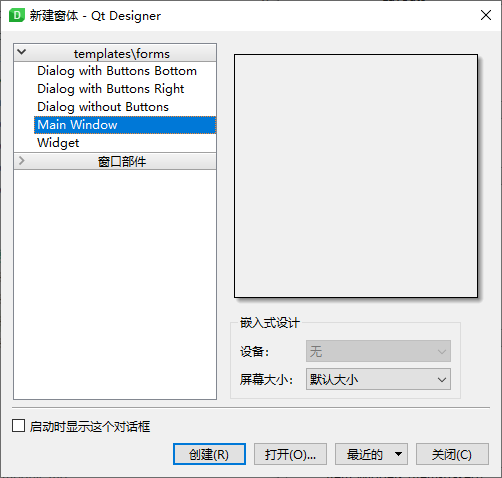 新建窗体 - Qt Designer
templates\forms
Dialog with Buttons Bottom
Dialog with Buttons Right
Dialog without Buttons
Main Window
Widget
窗口部件
嵌入式设计
设备：
无
屏幕大小：
默认大小
启动时显示这个对话框
创建(R)
打开(O)...
最近的
关闭(C)